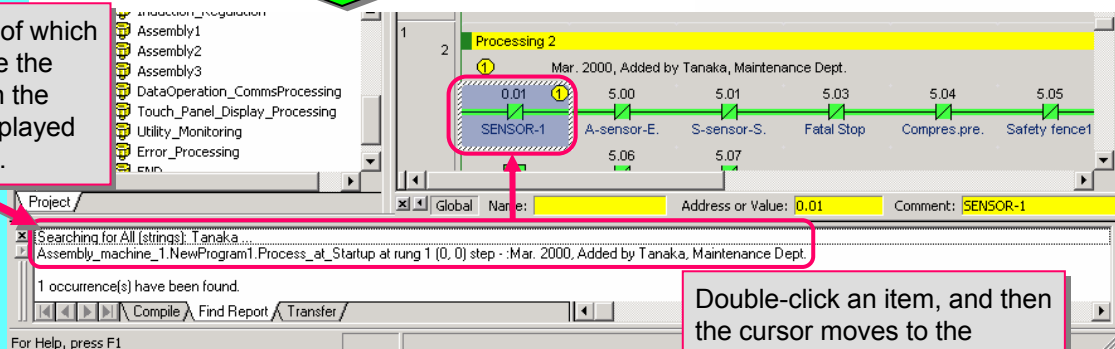 of which
e the
n the
played
.
Induction_Regulation
Assembly1
Assembly2
Assembly3
DataOperation_CommsProcessing
Touch_Panel_Display_Processing
Utility_Monitoring
Error_Processing
END
Project
1
2
Processing 2
1 Mar. 2000, Added by Tanaka, Maintenance Dept.
0.01 1 5.00 5.01 5.03 5.04 5.05
SENSOR-1 A-sensor-E. S-sensor-S. Fatal Stop Compres.pre. Safety fence1
5.06 5.07
Global Name: Address or Value: 0.01 Comment: SENSOR-1
Searching for All (strings): Tanaka ...
Assembly_machine_1.NewProgram1.Process_at_Startup at rung 1 (0, 0) step - :Mar. 2000, Added by Tanaka, Maintenance Dept.
1 occurrence(s) have been found.
Compile Find Report Transfer
Double-click an item, and then
the cursor moves to the
For Help, press F1